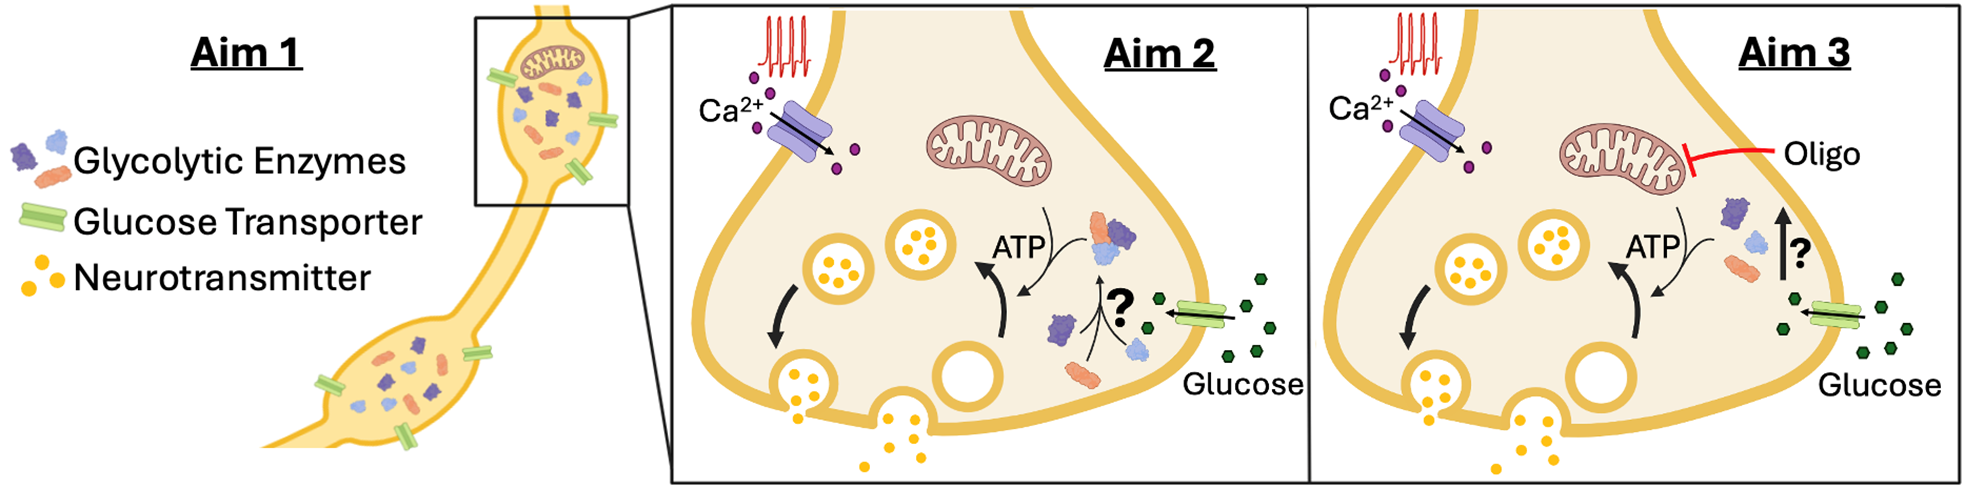 Aim 1
Glycolytic Enzymes
Glucose Transporter
Neurotransmitter
Aim 2
Ca²⁺
ATP
?
Glucose
Aim 3
Ca²⁺
Oligo
ATP
?
Glucose